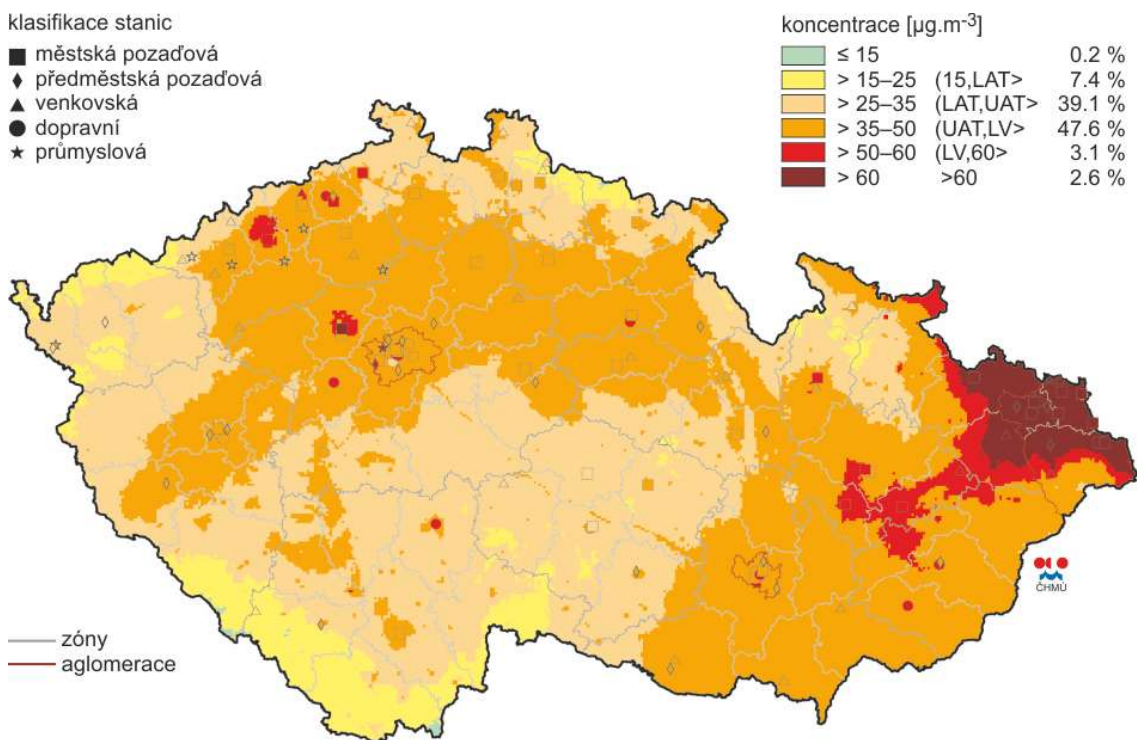 klasifikace stanic
městská pozaďová
předměstská pozaďová
venkovská
dopravní
průmyslová
koncentrace [µg.m-3]
≤ 15 0.2 %
> 15–25 (15,LAT> 7.4 %
> 25–35 (LAT,UAT> 39.1 %
> 35–50 (UAT,LV> 47.6 %
> 50–60 (LV,60> 3.1 %
> 60 >60 2.6 %
ČHMÚ
zóny
aglomerace